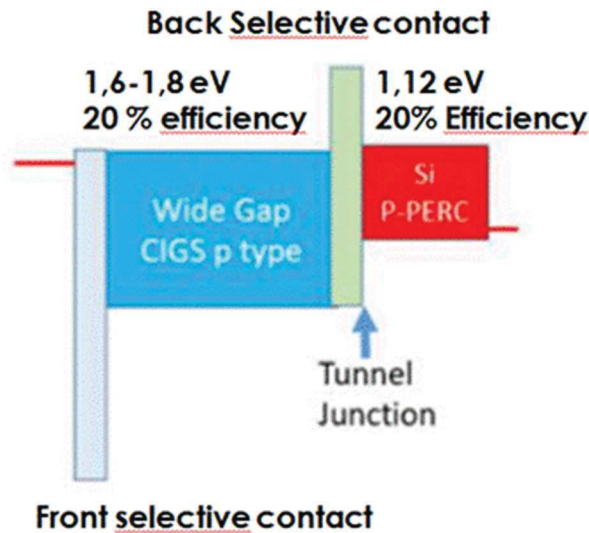 Back Selective contact
1,6-1,8 eV
20 % efficiency
1,12 eV
20% Efficiency
Wide Gap
CIGS p type
Si
P-PERC
Tunnel
Junction
Front selective contact